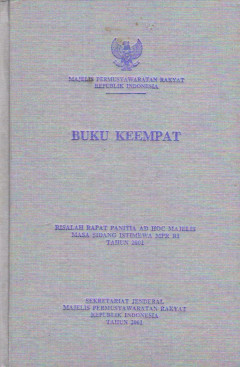 MAJELIS PERMUSYAWARATAN RAKYAT
REPUBLIK INDONESIA
BUKU KEEMPAT
RISALAH RAPAT PANITIA AD HOC MAJELIS
MASA SIDANG ISTIMEWA MPR RI
TAHUN 2001
SEKRETARIAT JENDERAL
MAJELIS PERMUSYAWARATAN RAKYAT
REPUBLIK INDONESIA
TAHUN 2001